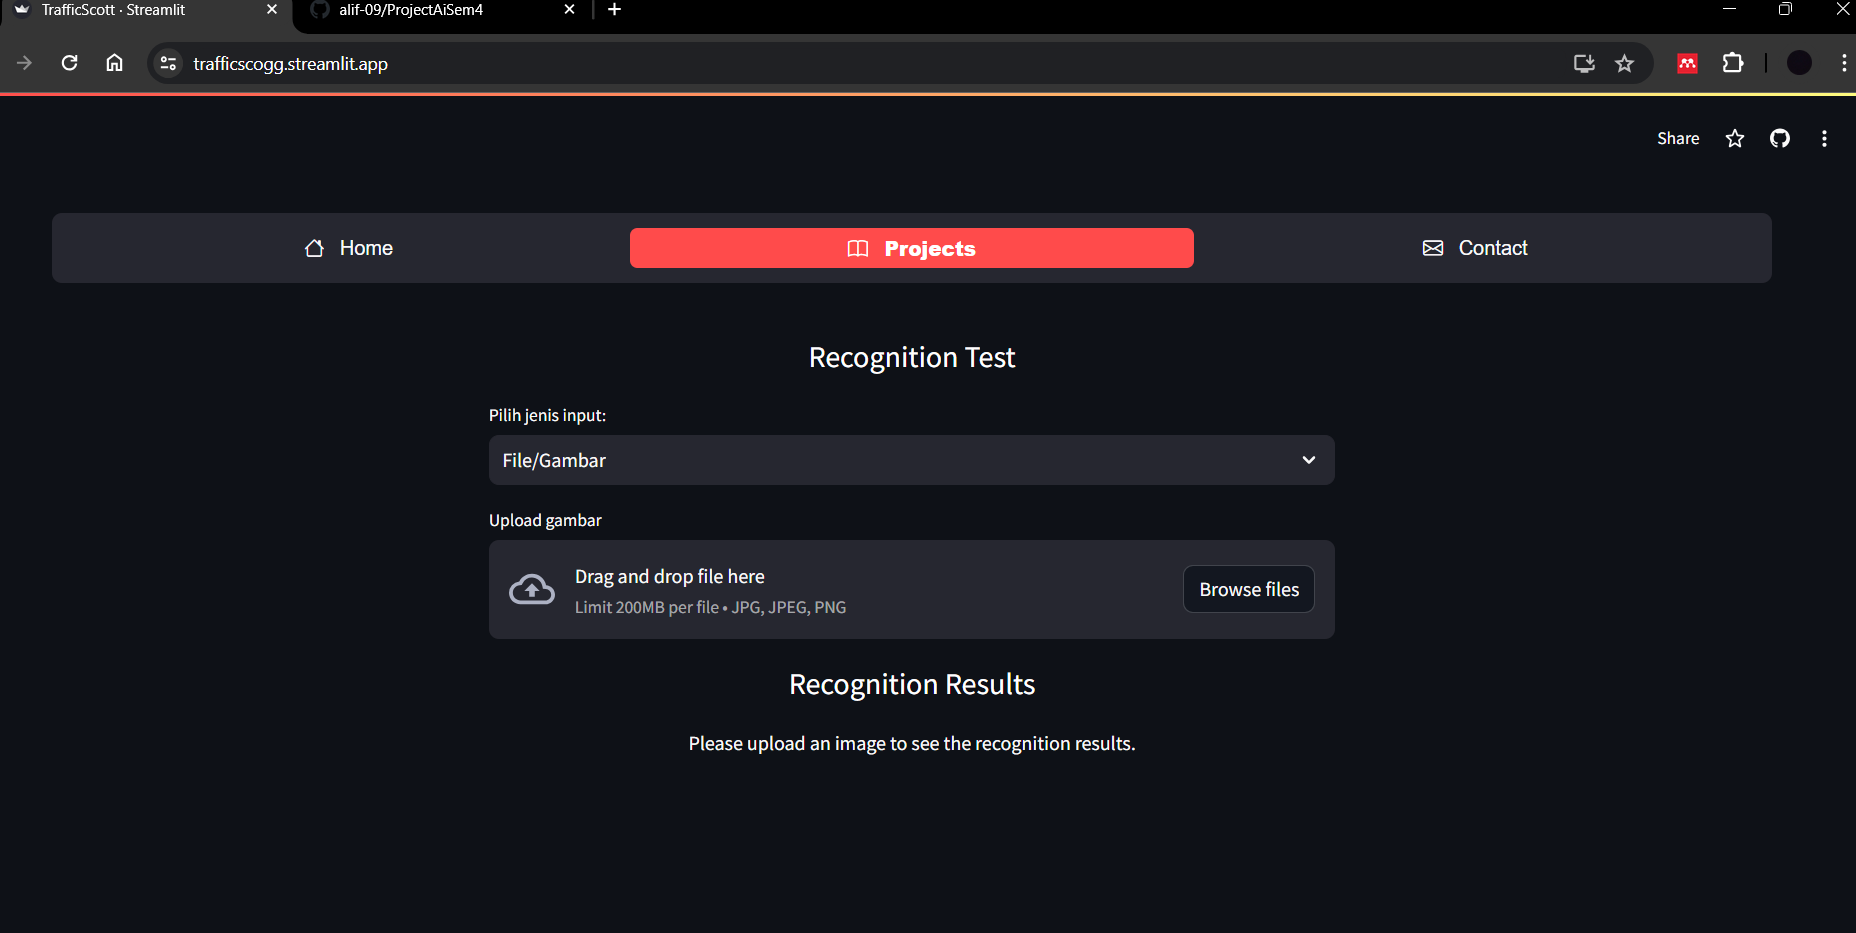 TrafficScott · Streamlit
alif-09/ProjectAiSem4
trafficscogg.streamlit.app
Share
Home
Projects
Contact
Recognition Test
Pilih jenis input:
File/Gambar
Upload gambar
Drag and drop file here
Limit 200MB per file • JPG, JPEG, PNG
Browse files
Recognition Results
Please upload an image to see the recognition results.